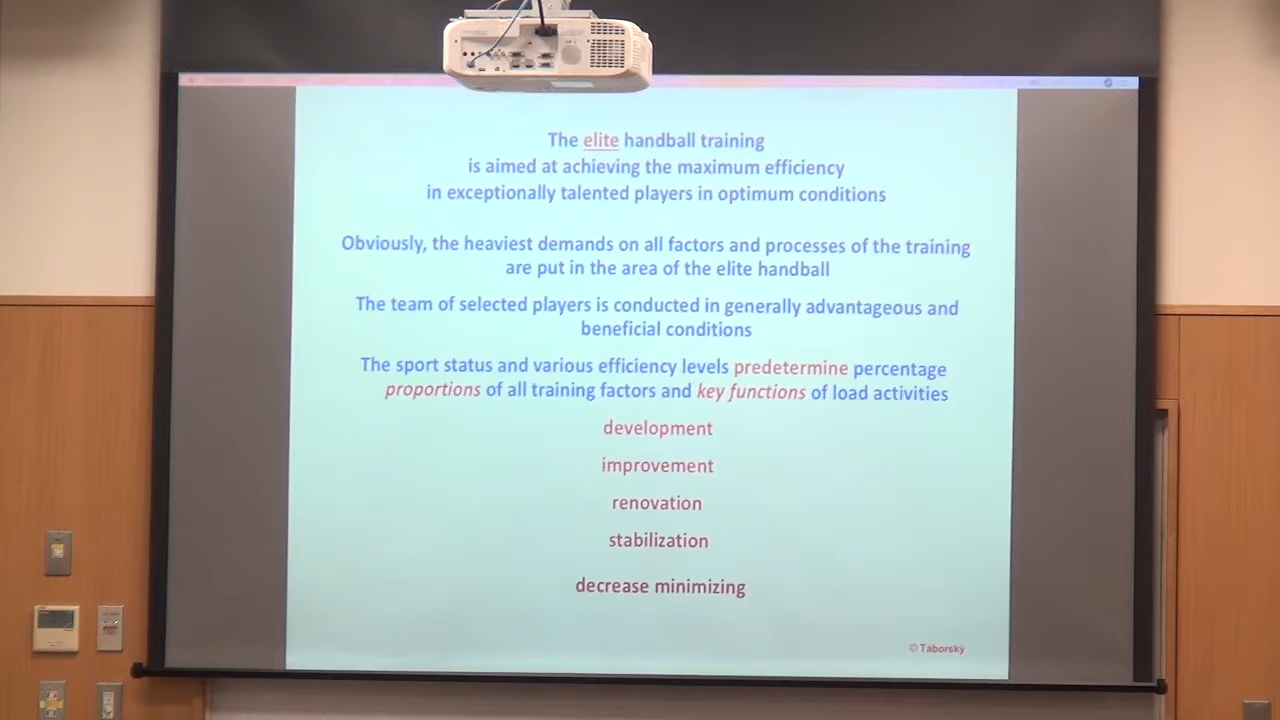 The elite handball training
is aimed at achieving the maximum efficiency
in exceptionally talented players in optimum conditions
Obviously, the heaviest demands on all factors and processes of the training
are put in the area of the elite handball
The team of selected players is conducted in generally advantageous and
beneficial conditions
The sport status and various efficiency levels predetermine percentage
proportions of all training factors and key functions of load activities
development
improvement
renovation
stabilization
decrease minimizing
© Táborský